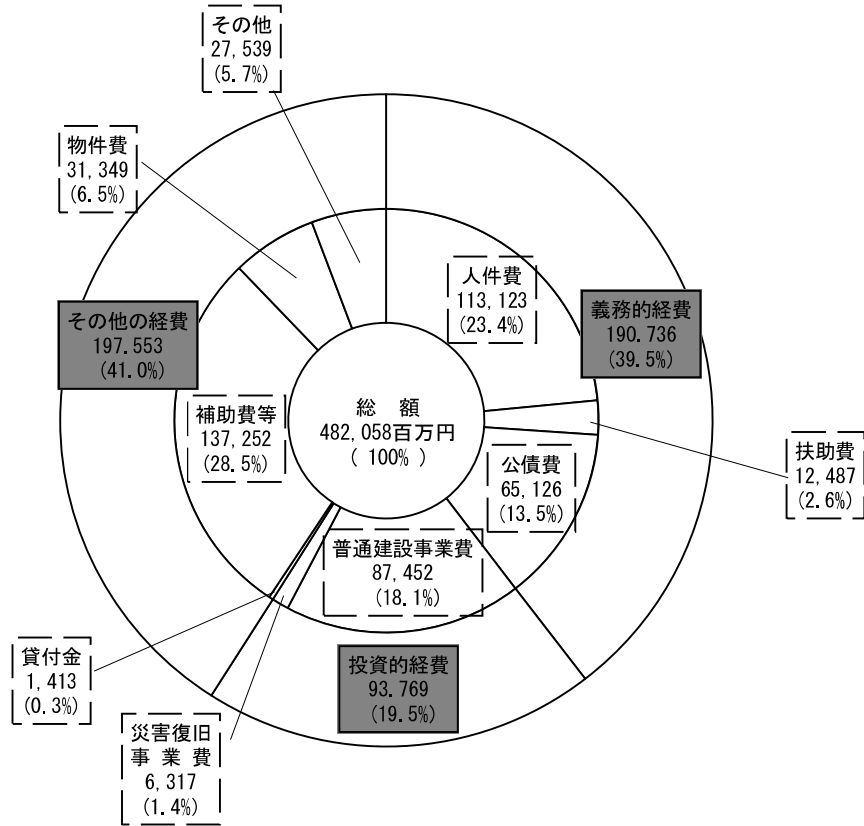 その他
27,539
(5.7%)
物件費
31,349
(6.5%)
人件費
113,123
(23.4%)
義務的経費
190.736
(39.5%)
その他の経費
197.553
(41.0%)
補助費等
137,252
(28.5%)
総 額
482,058百万円
( 100% )
扶助費
12,487
(2.6%)
公債費
65,126
(13.5%)
普通建設事業費
87,452
(18.1%)
貸付金
1,413
(0.3%)
投資的経費
93.769
(19.5%)
災害復旧
事 業 費
6,317
(1.4%)